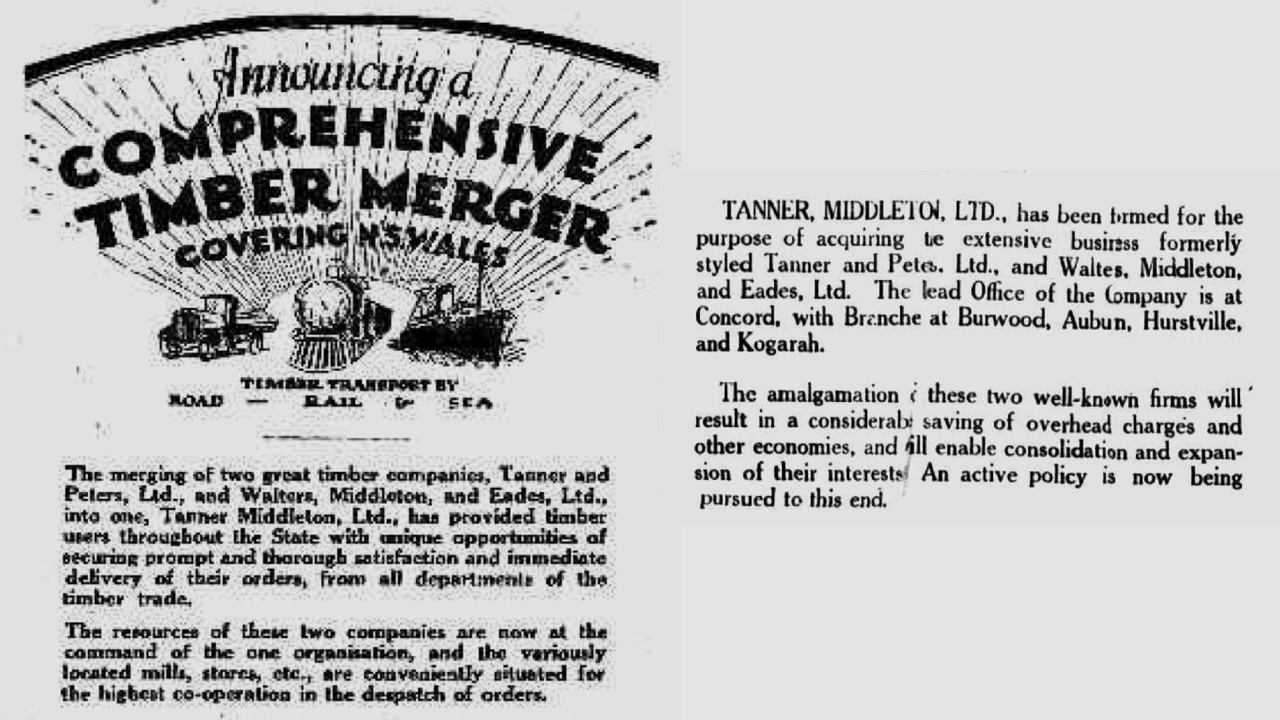 Announcing a
COMPREHENSIVE
TIMBER MERGER
COVERING N.S.WALES
TIMBER TRANSPORT BY
ROAD — RAIL & SEA
The merging of two great timber companies, Tanner and
Peters, Ltd., and Walters, Middleton, and Eades, Ltd.,
into one, Tanner Middleton, Ltd., has provided timber
users throughout the State with unique opportunities of
securing prompt and thorough satisfaction and immediate
delivery of their orders, from all departments of the
timber trade.
The resources of these two companies are now at the
command of the one organisation, and the variously
located mills, stores, etc., are conveniently situated for
the highest co-operation in the despatch of orders.
TANNER, MIDDLETON, LTD., has been formed for the
purpose of acquiring the extensive business formerly
styled Tanner and Peters, Ltd., and Walters, Middleton,
and Eades, Ltd. The Head Office of the Company is at
Concord, with Branches at Burwood, Auburn, Hurstville,
and Kogarah.
The amalgamation of these two well-known firms will
result in a considerable saving of overhead charges and
other economies, and will enable consolidation and expan-
sion of their interests. An active policy is now being
pursued to this end.